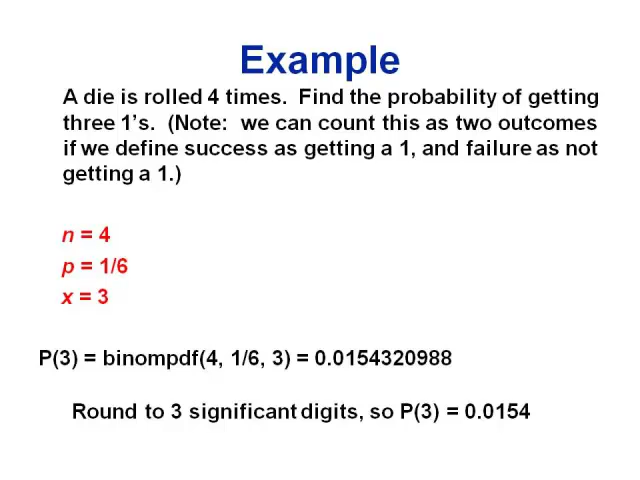 Example
A die is rolled 4 times.  Find the probability of getting
three 1’s.  (Note:  we can count this as two outcomes
if we define success as getting a 1, and failure as not
getting a 1.)
n = 4
p = 1/6
x = 3
P(3) = binompdf(4, 1/6, 3) = 0.0154320988
Round to 3 significant digits, so P(3) = 0.0154